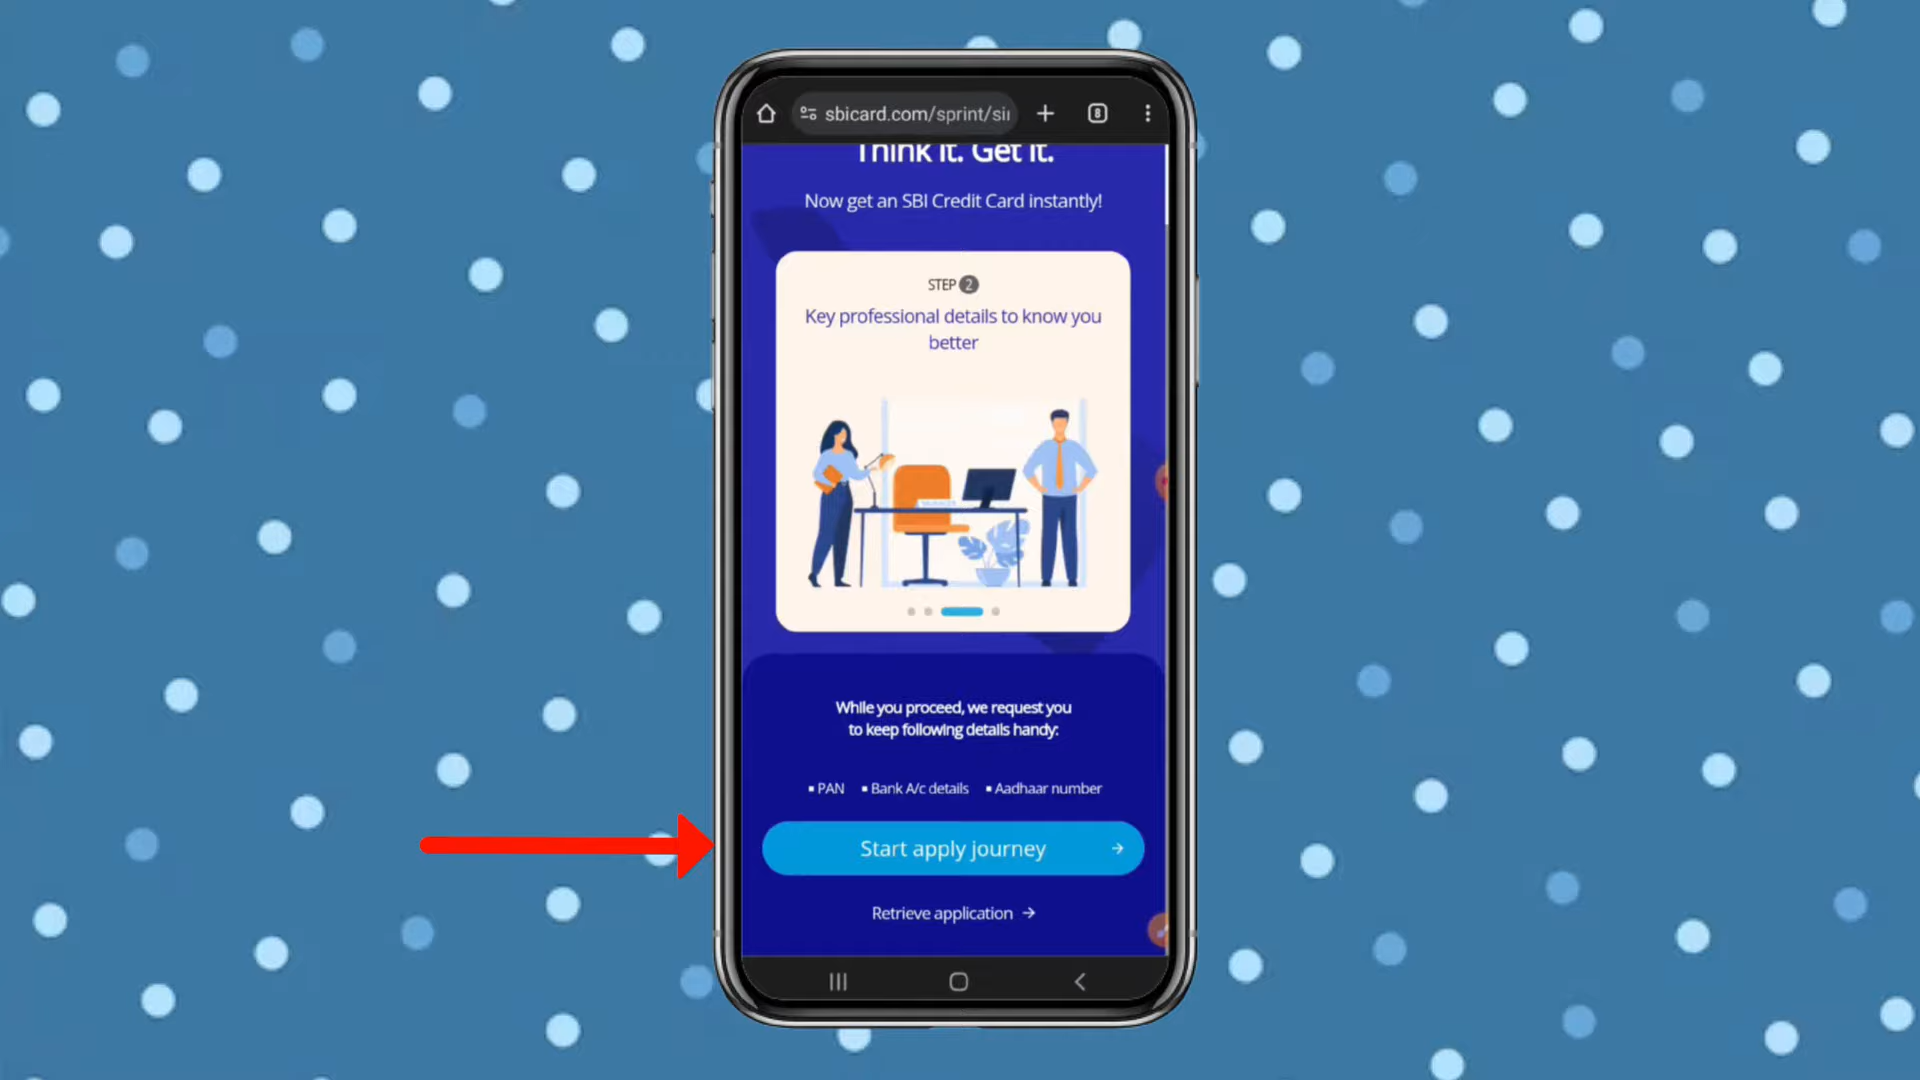 sbicard.com/sprint/sii
8
Think it. Get it.
Now get an SBI Credit Card instantly!
STEP 2
Key professional details to know you
better
While you proceed, we request you
to keep following details handy:
▪ PAN ▪ Bank A/c details ▪ Aadhaar number
Start apply journey →
Retrieve application →